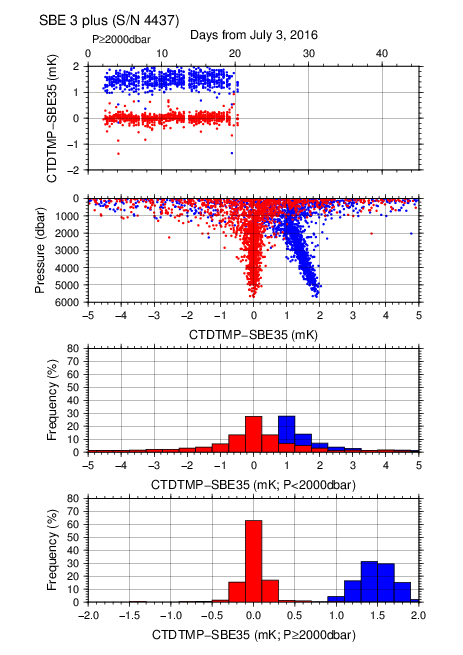 SBE 3 plus (S/N 4437)
P≥2000dbar
Days from July 3, 2016
0 10 20 30 40
2
1
0
−1
−2
CTDTMP−SBE35 (mK)
0
1000
2000
3000
4000
5000
6000
Pressure (dbar)
−5 −4 −3 −2 −1 0 1 2 3 4 5
CTDTMP−SBE35 (mK)
80
70
60
50
40
30
20
10
0
Frequency (%)
−5 −4 −3 −2 −1 0 1 2 3 4 5
CTDTMP−SBE35 (mK; P<2000dbar)
80
70
60
50
40
30
20
10
0
Frequency (%)
−2.0 −1.5 −1.0 −0.5 0.0 0.5 1.0 1.5 2.0
CTDTMP−SBE35 (mK; P≥2000dbar)